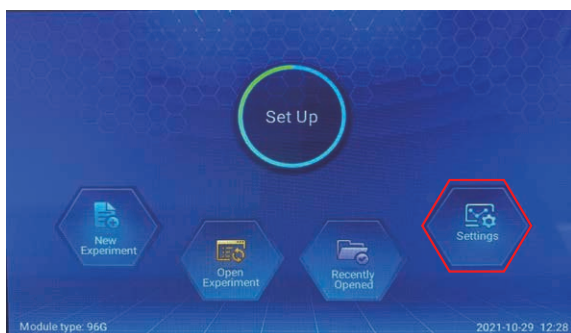 Set Up
New
Experiment
Open
Experiment
Recently
Opened
Settings
Module type: 96G
2021-10-29 12:28